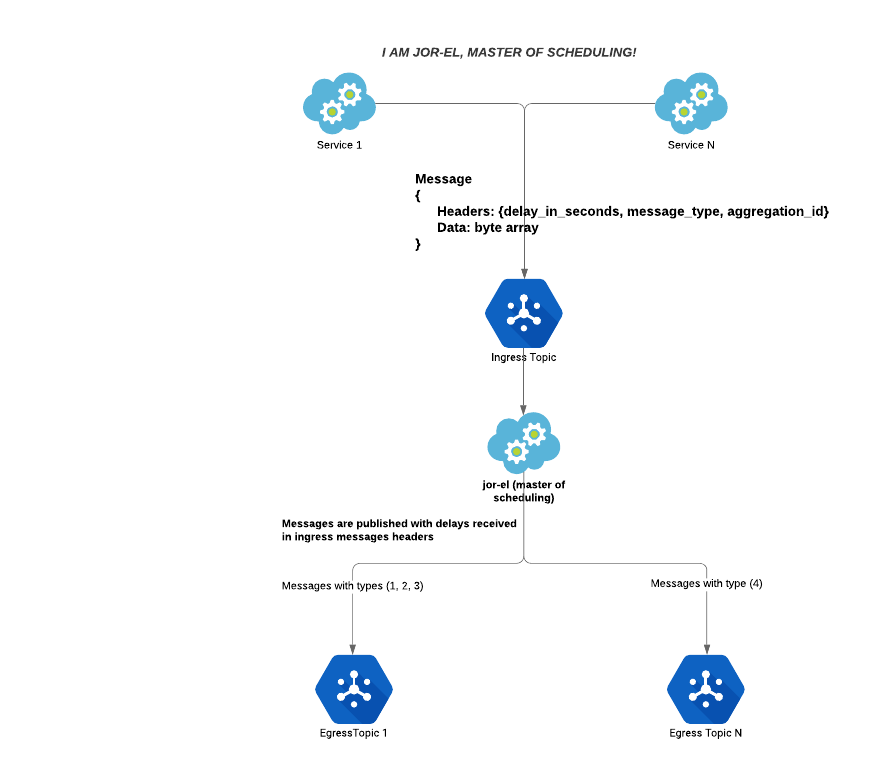 I AM JOR-EL, MASTER OF SCHEDULING!
Service 1
Service N
Message
{
Headers: {delay_in_seconds, message_type, aggregation_id}
Data: byte array
}
Ingress Topic
jor-el (master of
scheduling)
Messages are published with delays received
in ingress messages headers
Messages with types (1, 2, 3)
Messages with type (4)
EgressTopic 1
Egress Topic N